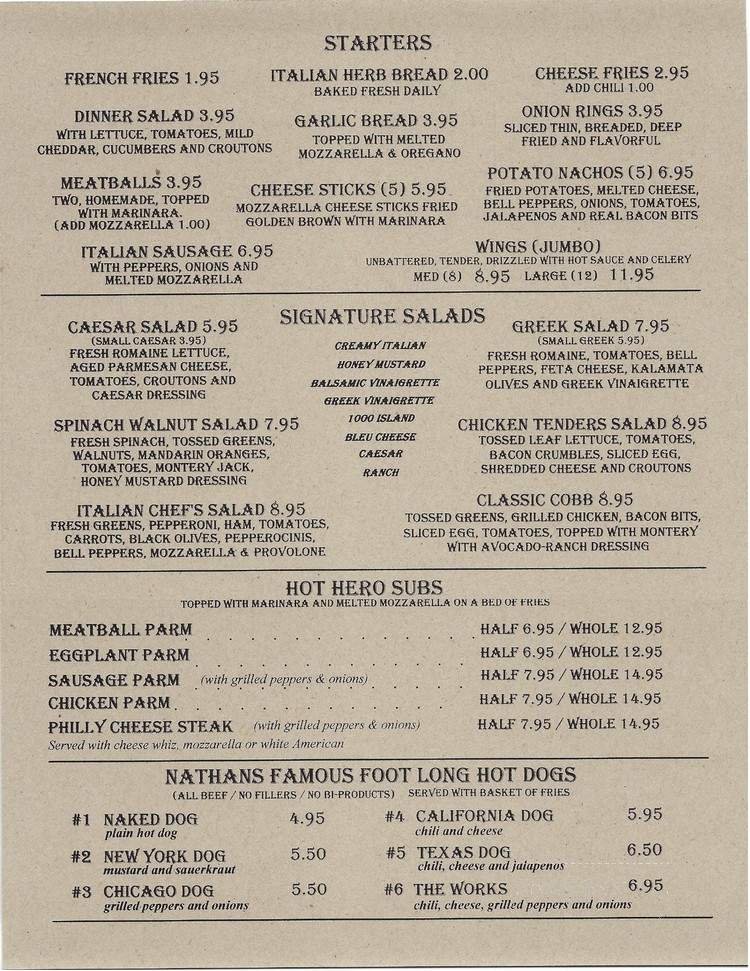 STARTERS
FRENCH FRIES 1.95
ITALIAN HERB BREAD 2.00
BAKED FRESH DAILY
CHEESE FRIES 2.95
ADD CHILI 1.00
DINNER SALAD 3.95
WITH LETTUCE, TOMATOES, MILD
CHEDDAR, CUCUMBERS AND CROUTONS
GARLIC BREAD 3.95
TOPPED WITH MELTED
MOZZARELLA & OREGANO
ONION RINGS 3.95
SLICED THIN, BREADED, DEEP
FRIED AND FLAVORFUL
MEATBALLS 3.95
TWO, HOMEMADE, TOPPED
WITH MARINARA.
(ADD MOZZARELLA 1.00)
CHEESE STICKS (5) 5.95
MOZZARELLA CHEESE STICKS FRIED
GOLDEN BROWN WITH MARINARA
POTATO NACHOS (5) 6.95
FRIED POTATOES, MELTED CHEESE,
BELL PEPPERS, ONIONS, TOMATOES,
JALAPENOS AND REAL BACON BITS
ITALIAN SAUSAGE 6.95
WITH PEPPERS, ONIONS AND
MELTED MOZZARELLA
WINGS (JUMBO)
UNBATTERED, TENDER, DRIZZLED WITH HOT SAUCE AND CELERY
MED (8) 8.95 LARGE (12) 11.95
SIGNATURE SALADS
CAESAR SALAD 5.95
(SMALL CAESAR 3.95)
FRESH ROMAINE LETTUCE,
AGED PARMESAN CHEESE,
TOMATOES, CROUTONS AND
CAESAR DRESSING
CREAMY ITALIAN
HONEY MUSTARD
BALSAMIC VINAIGRETTE
GREEK VINAIGRETTE
1000 ISLAND
BLEU CHEESE
CAESAR
RANCH
GREEK SALAD 7.95
(SMALL GREEK 5.95)
FRESH ROMAINE, TOMATOES, BELL
PEPPERS, FETA CHEESE, KALAMATA
OLIVES AND GREEK VINAIGRETTE
SPINACH WALNUT SALAD 7.95
FRESH SPINACH, TOSSED GREENS,
WALNUTS, MANDARIN ORANGES,
TOMATOES, MONTERY JACK,
HONEY MUSTARD DRESSING
CHICKEN TENDERS SALAD 8.95
TOSSED LEAF LETTUCE, TOMATOES,
BACON CRUMBLES, SLICED EGG,
SHREDDED CHEESE AND CROUTONS
ITALIAN CHEF'S SALAD 8.95
FRESH GREENS, PEPPERONI, HAM, TOMATOES,
CARROTS, BLACK OLIVES, PEPPEROCINIS,
BELL PEPPERS, MOZZARELLA & PROVOLONE
CLASSIC COBB 8.95
TOSSED GREENS, GRILLED CHICKEN, BACON BITS,
SLICED EGG, TOMATOES, TOPPED WITH MONTERY
WITH AVOCADO-RANCH DRESSING
HOT HERO SUBS
TOPPED WITH MARINARA AND MELTED MOZZARELLA ON A BED OF FRIES
MEATBALL PARM . . . . . . . . . . . HALF 6.95 / WHOLE 12.95
EGGPLANT PARM . . . . . . . . . . . HALF 6.95 / WHOLE 12.95
SAUSAGE PARM (with grilled peppers & onions) . . . . HALF 7.95 / WHOLE 14.95
CHICKEN PARM . . . . . . . . . . . HALF 7.95 / WHOLE 14.95
PHILLY CHEESE STEAK (with grilled peppers & onions) HALF 7.95 / WHOLE 14.95
Served with cheese whiz, mozzarella or white American
NATHANS FAMOUS FOOT LONG HOT DOGS
(ALL BEEF / NO FILLERS / NO BI-PRODUCTS) SERVED WITH BASKET OF FRIES
#1 NAKED DOG 4.95
plain hot dog
#2 NEW YORK DOG 5.50
mustard and sauerkraut
#3 CHICAGO DOG 5.50
grilled peppers and onions
#4 CALIFORNIA DOG 5.95
chili and cheese
#5 TEXAS DOG 6.50
chili, cheese and jalapenos
#6 THE WORKS 6.95
chili, cheese, grilled peppers and onions